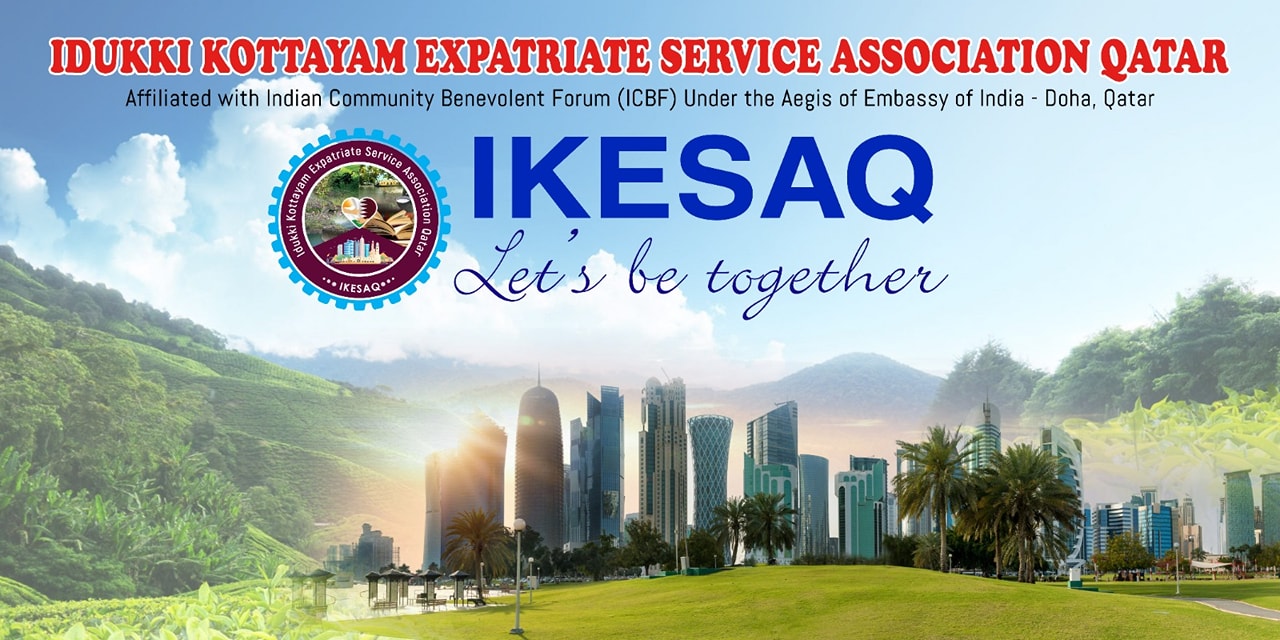 IDUKKI KOTTAYAM EXPATRIATE SERVICE ASSOCIATION QATAR
Affiliated with Indian Community Benevolent Forum (ICBF) Under the Aegis of Embassy of India - Doha, Qatar
Idukki Kottayam Expatriate Service Association Qatar
IKESAQ
IKESAQ
Let's be together